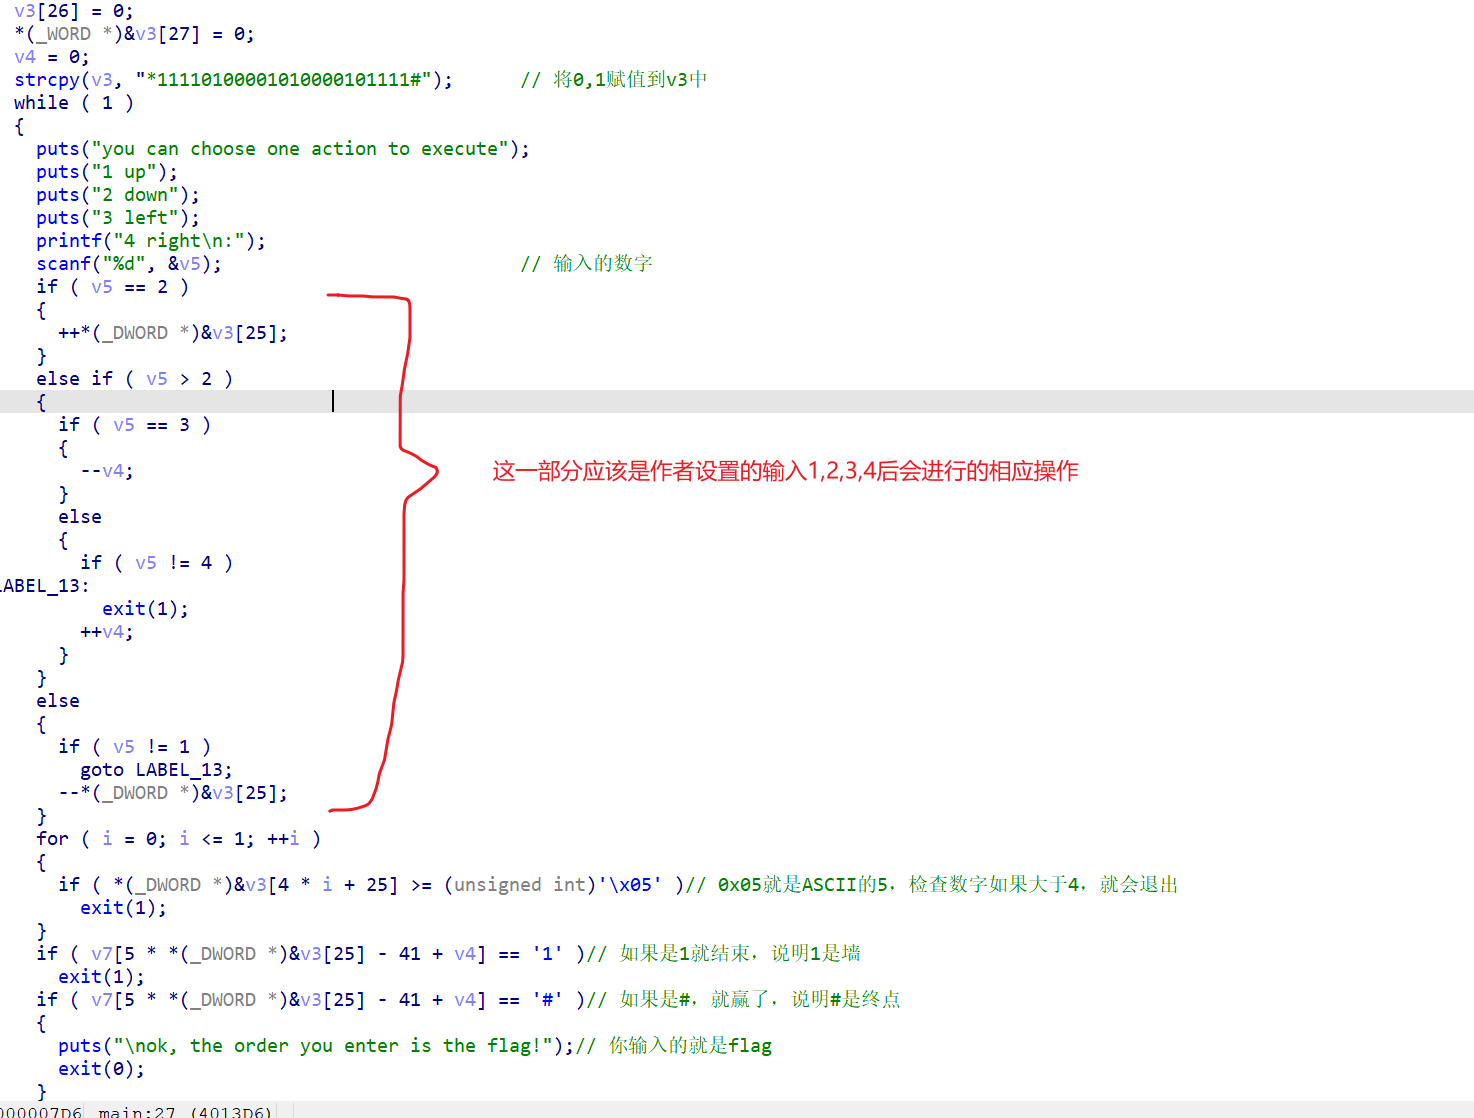 v3[26] = 0;
*(_WORD *)&v3[27] = 0;
v4 = 0;
strcpy(v3, "*11110100001010000101111#");      // 将0,1赋值到v3中
while ( 1 )
{
  puts("you can choose one action to execute");
  puts("1 up");
  puts("2 down");
  puts("3 left");
  printf("4 right\n:");
  scanf("%d", &v5);                           // 输入的数字
  if ( v5 == 2 )
  {
    ++*(_DWORD *)&v3[25];
  }
  else if ( v5 > 2 )
  {
    if ( v5 == 3 )
    {
      --v4;
    }
    else
    {
      if ( v5 != 4 )
LABEL_13:
        exit(1);
      ++v4;
    }
  }
  else
  {
    if ( v5 != 1 )
      goto LABEL_13;
    --*(_DWORD *)&v3[25];
  }
这一部分应该是作者设置的输入1,2,3,4后会进行的相应操作
  for ( i = 0; i <= 1; ++i )
  {
    if ( *(_DWORD *)&v3[4 * i + 25] >= (unsigned int)'\x05' )// 0x05就是ASCII的5，检查数字如果大于4，就会退出
      exit(1);
  }
  if ( v7[5 * *(_DWORD *)&v3[25] - 41 + v4] == '1' )// 如果是1就结束，说明1是墙
    exit(1);
  if ( v7[5 * *(_DWORD *)&v3[25] - 41 + v4] == '#' )// 如果是#，就赢了，说明#是终点
  {
    puts("\nok, the order you enter is the flag!");// 你输入的就是flag
    exit(0);
  }
000007D6 main:27 (4013D6)